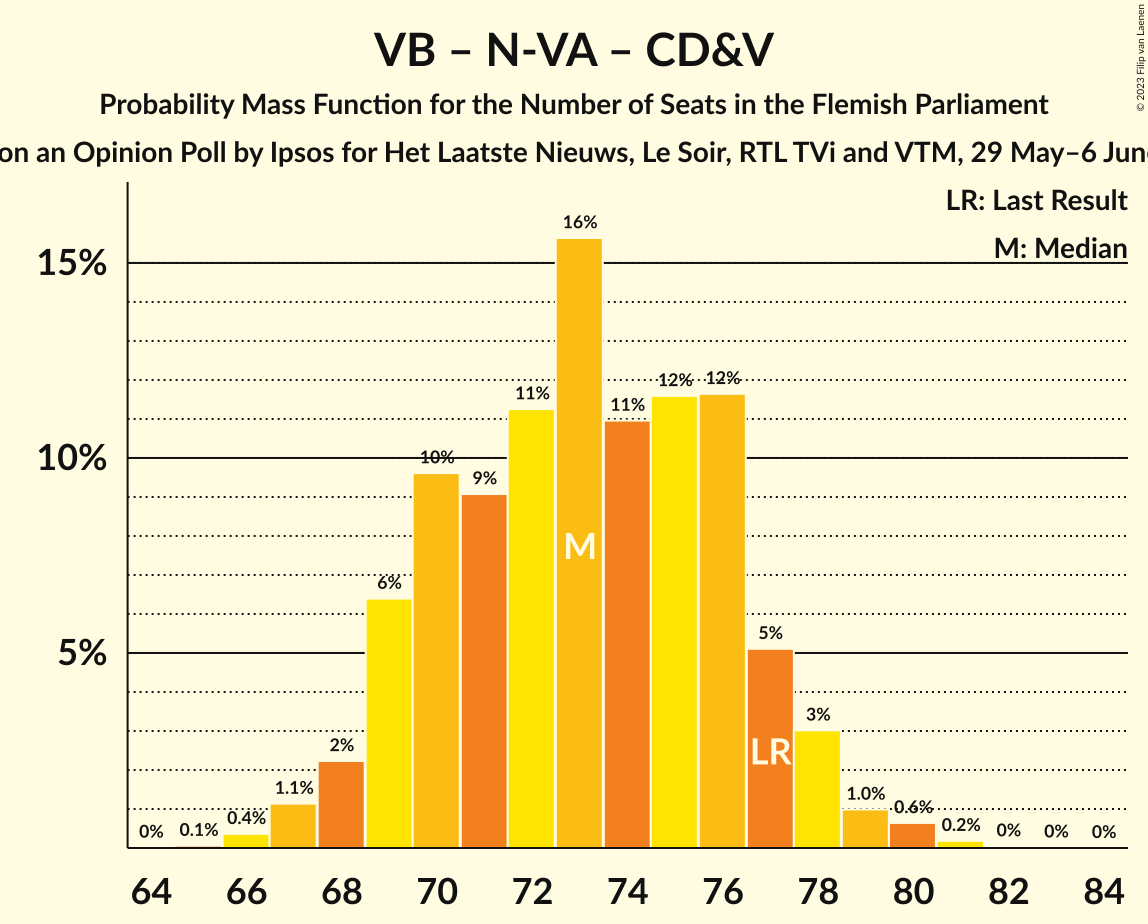 VB – N-VA – CD&V
Probability Mass Function for the Number of Seats in the Flemish Parliament
on an Opinion Poll by Ipsos for Het Laatste Nieuws, Le Soir, RTL TVi and VTM, 29 May–6 June
© 2023 Filip van Laenen
LR: Last Result
M: Median
15%
10%
5%
0%
0.1%
0.4%
1.1%
2%
6%
10%
9%
11%
16%
11%
12%
12%
5%
3%
1.0%
0.6%
0.2%
0%
0%
0%
M
LR
64 66 68 70 72 74 76 78 80 82 84